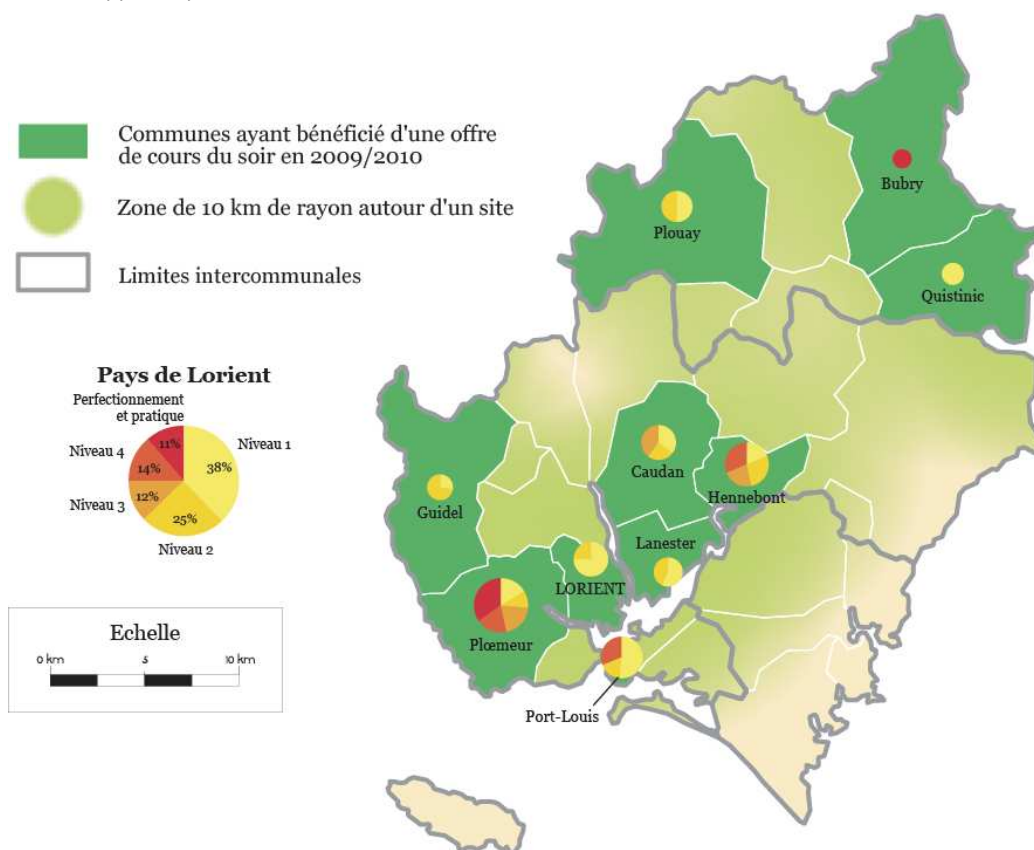 Communes ayant bénéficié d'une offre
de cours du soir en 2009/2010
Zone de 10 km de rayon autour d'un site
Limites intercommunales
Pays de Lorient
Perfectionnement
et pratique
Niveau 4
11%
Niveau 1
14%
38%
Niveau 3
12%
25%
Niveau 2
Echelle
0 km
5
10 km
Bubry
Plouay
Quistinic
Caudan
Hennebont
Guidel
Lanester
LORIENT
Plœmeur
Port-Louis